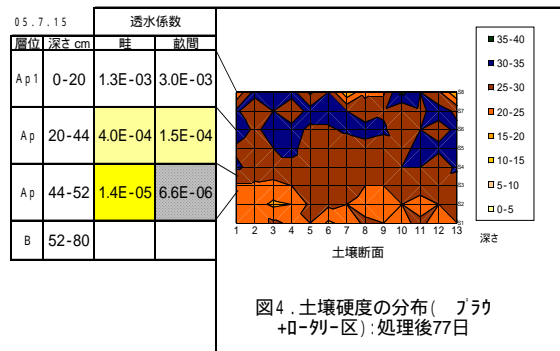 05.7.15 透水係数
層位 深さcm 畦 畝間
Ap1 0-20 1.3E-03 3.0E-03
Ap 20-44 4.0E-04 1.5E-04
Ap 44-52 1.4E-05 6.6E-06
B 52-80
35-40
30-35
25-30
20-25
15-20
10-15
5-10
0-5
S8
S7
S6
S5
S4
S3
S2
S1
1 2 3 4 5 6 7 8 9 10 11 12 13
土壌断面
深さ
図4.土壌硬度の分布( プラウ
+ロータリー区):処理後77日